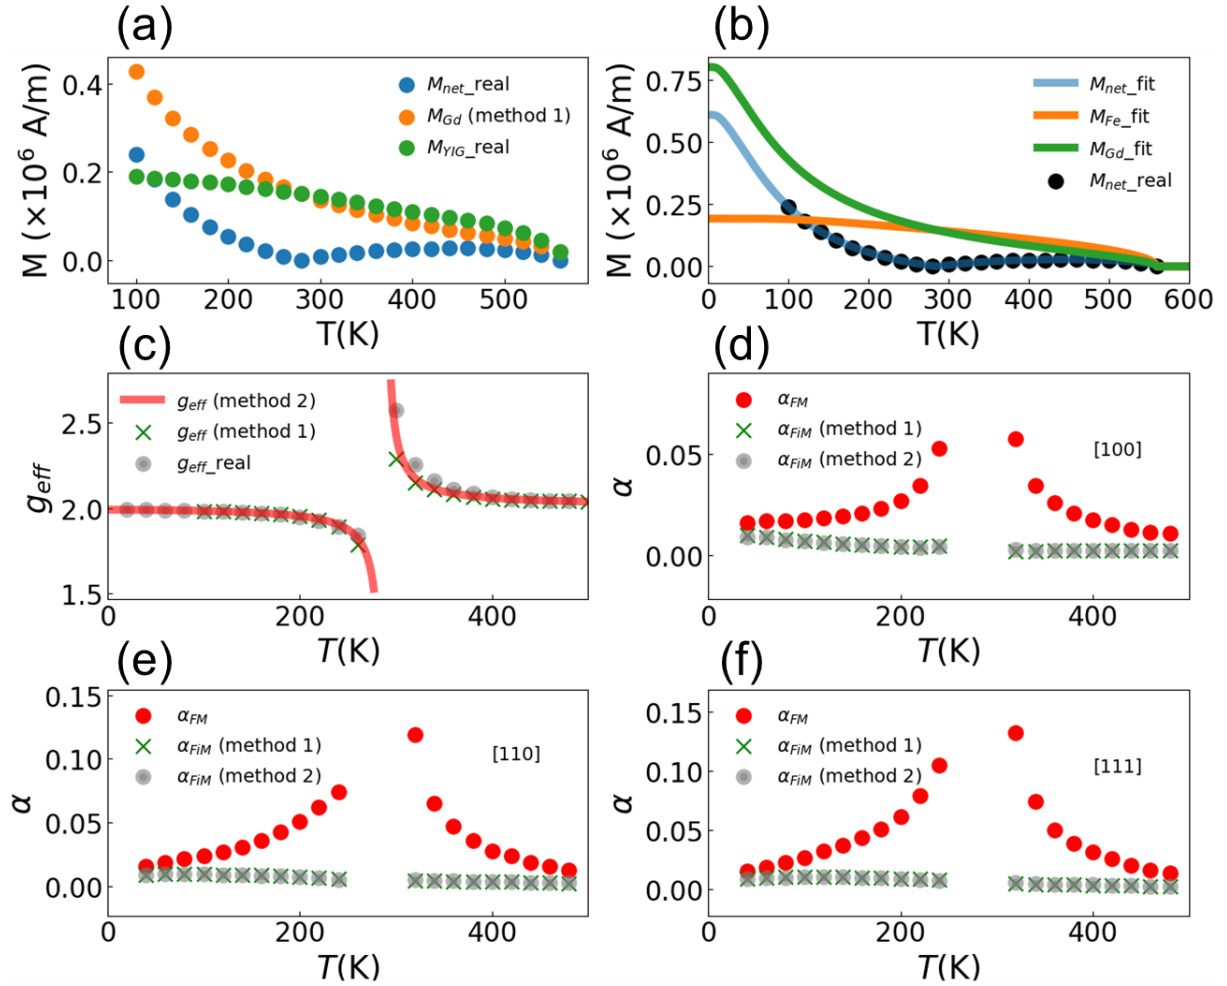 (a)
M (×10⁶ A/m)
0.4
0.2
0.0
M_net_real
M_Gd (method 1)
M_YIG_real
100 200 300 400 500
T(K)
(b)
M (×10⁶ A/m)
0.75
0.50
0.25
0.00
M_net_fit
M_Fe_fit
M_Gd_fit
M_net_real
0 100 200 300 400 500 600
T(K)
(c)
g_eff
2.5
2.0
1.5
g_eff (method 2)
g_eff (method 1)
g_eff_real
0 200 400
T(K)
(d)
α
0.05
0.00
α_FM
α_FiM (method 1)
α_FiM (method 2)
[100]
0 200 400
T(K)
(e)
α
0.15
0.10
0.05
0.00
α_FM
α_FiM (method 1)
α_FiM (method 2)
[110]
0 200 400
T(K)
(f)
α
0.15
0.10
0.05
0.00
α_FM
α_FiM (method 1)
α_FiM (method 2)
[111]
0 200 400
T(K)